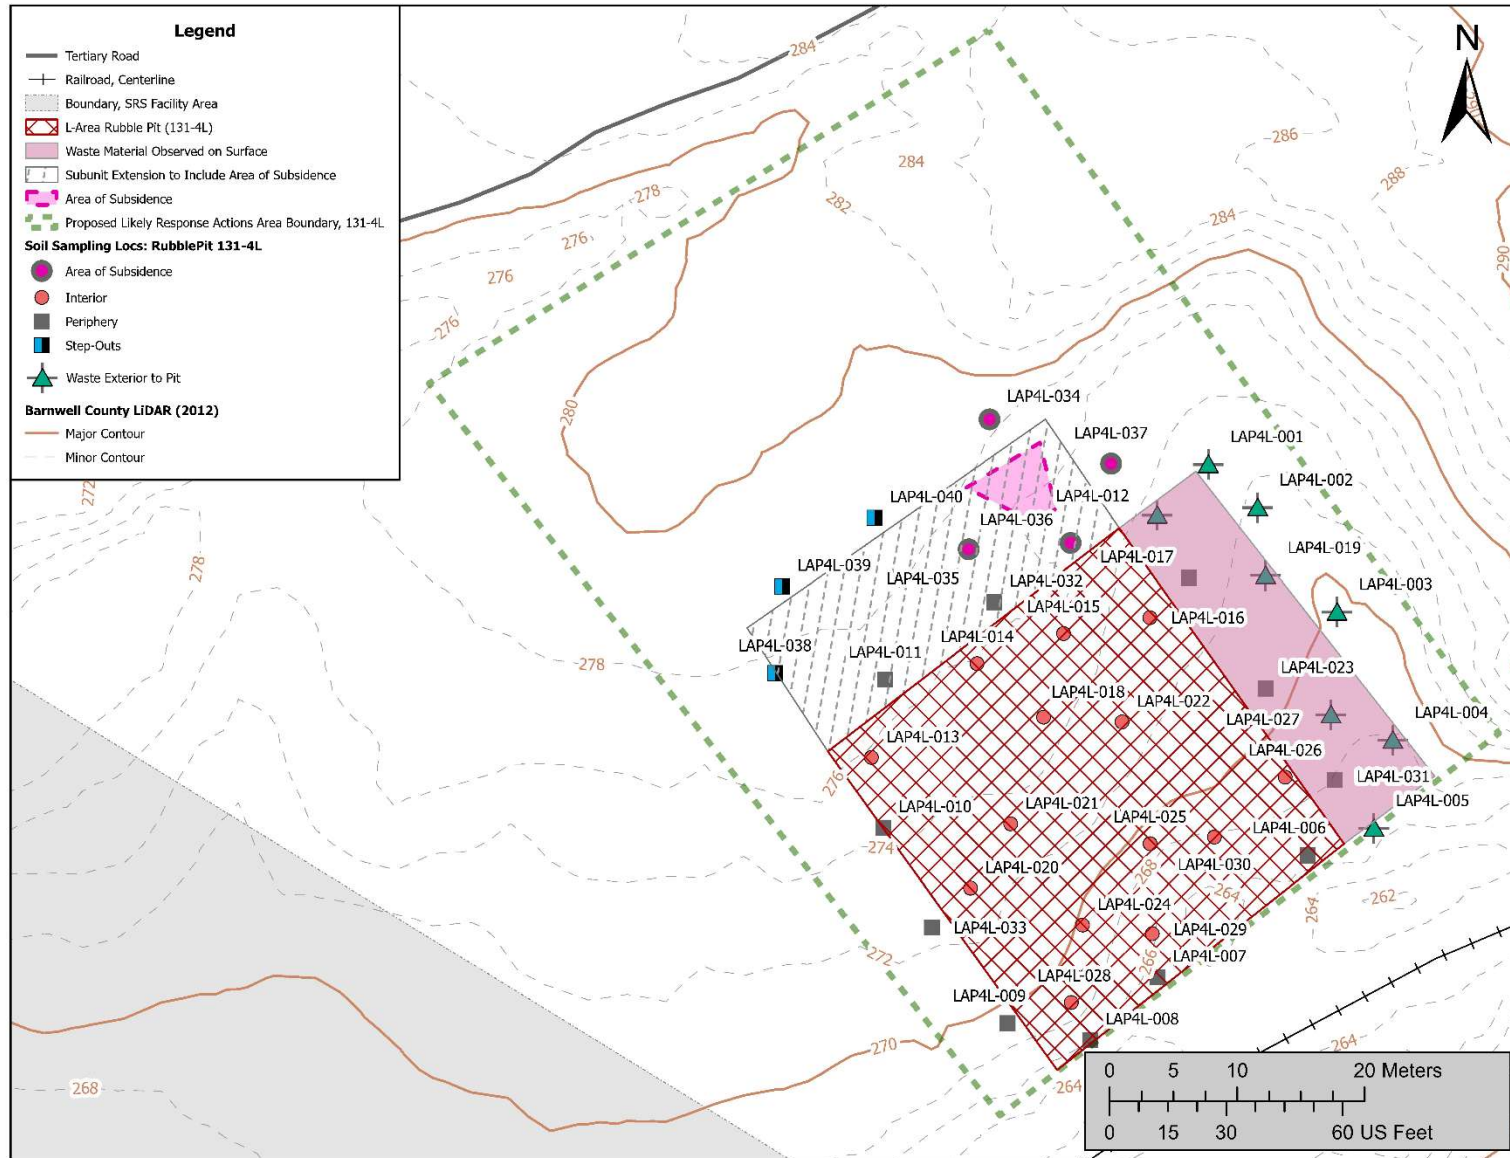 Legend
Tertiary Road
Railroad, Centerline
Boundary, SRS Facility Area
L-Area Rubble Pit (131-4L)
Waste Material Observed on Surface
Subunit Extension to Include Area of Subsidence
Area of Subsidence
Proposed Likely Response Actions Area Boundary, 131-4L
Soil Sampling Locs: RubblePit 131-4L
Area of Subsidence
Interior
Periphery
Step-Outs
Waste Exterior to Pit
Barnwell County LiDAR (2012)
Major Contour
Minor Contour
N
284
290
286
284
288
278
282
284
276
276
290
276
280
LAP4L-034
LAP4L-037
LAP4L-001
LAP4L-040
LAP4L-012
LAP4L-002
272
LAP4L-036
LAP4L-019
LAP4L-017
278
LAP4L-039
LAP4L-035
LAP4L-032
LAP4L-003
LAP4L-015
LAP4L-016
LAP4L-014
LAP4L-038
LAP4L-011
278
LAP4L-023
LAP4L-018
LAP4L-022
LAP4L-027
LAP4L-004
LAP4L-013
LAP4L-026
276
LAP4L-031
LAP4L-010
LAP4L-021
LAP4L-005
LAP4L-025
LAP4L-006
274
LAP4L-020
268
LAP4L-030
264
262
264
LAP4L-024
LAP4L-033
LAP4L-029
272
LAP4L-007
266
LAP4L-028
LAP4L-009
LAP4L-008
270
264
268
264
0 5 10 20 Meters
0 15 30 60 US Feet